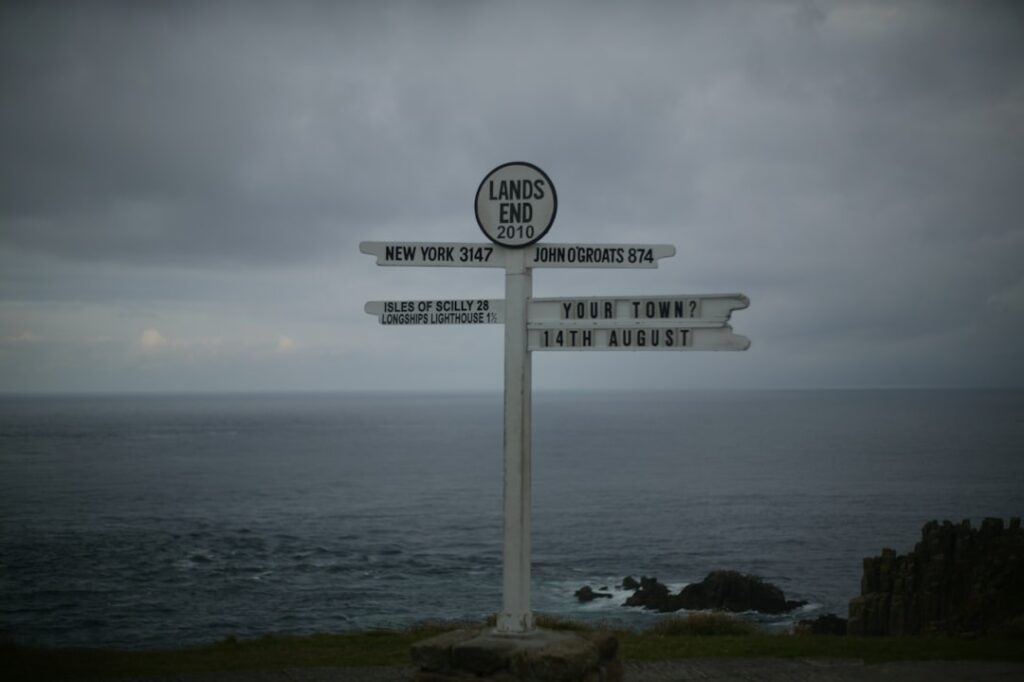 LANDS
END
2010
NEW YORK 3147
JOHN O'GROATS 874
ISLES OF SCILLY 28
LONGSHIPS LIGHTHOUSE 1½
YOUR TOWN?
14TH AUGUST